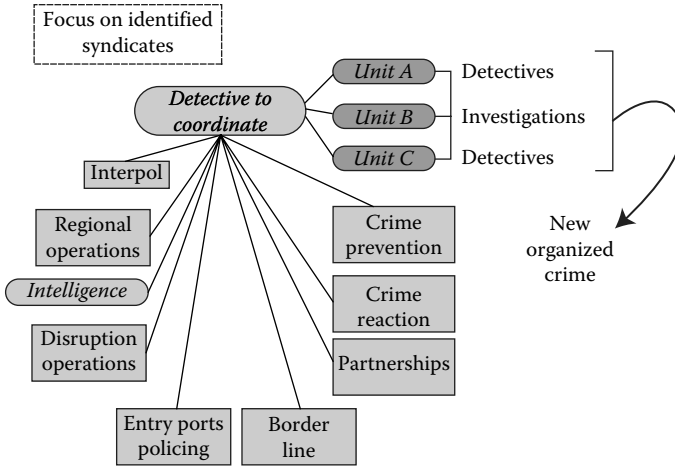 Focus on identified
syndicates
Detective to
coordinate
Unit A
Detectives
Unit B
Investigations
Unit C
Detectives
New
organized
crime
Interpol
Regional
operations
Intelligence
Disruption
operations
Entry ports
policing
Border
line
Crime
prevention
Crime
reaction
Partnerships